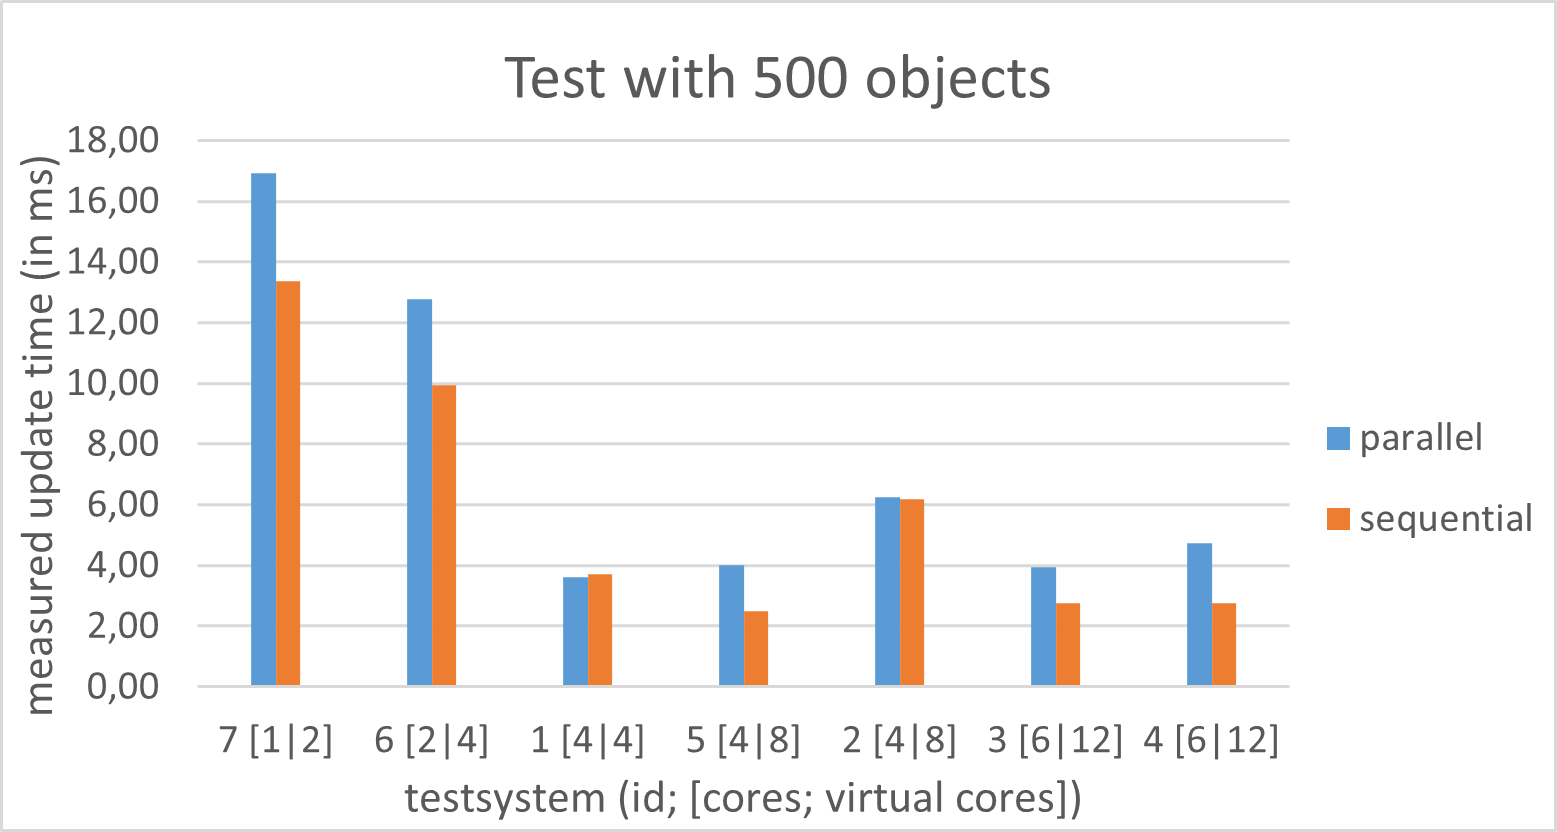 Test with 500 objects
measured update time (in ms)
18,00
16,00
14,00
12,00
10,00
8,00
6,00
4,00
2,00
0,00
7 [1|2] 6 [2|4] 1 [4|4] 5 [4|8] 2 [4|8] 3 [6|12] 4 [6|12]
testsystem (id; [cores; virtual cores])
parallel
sequential